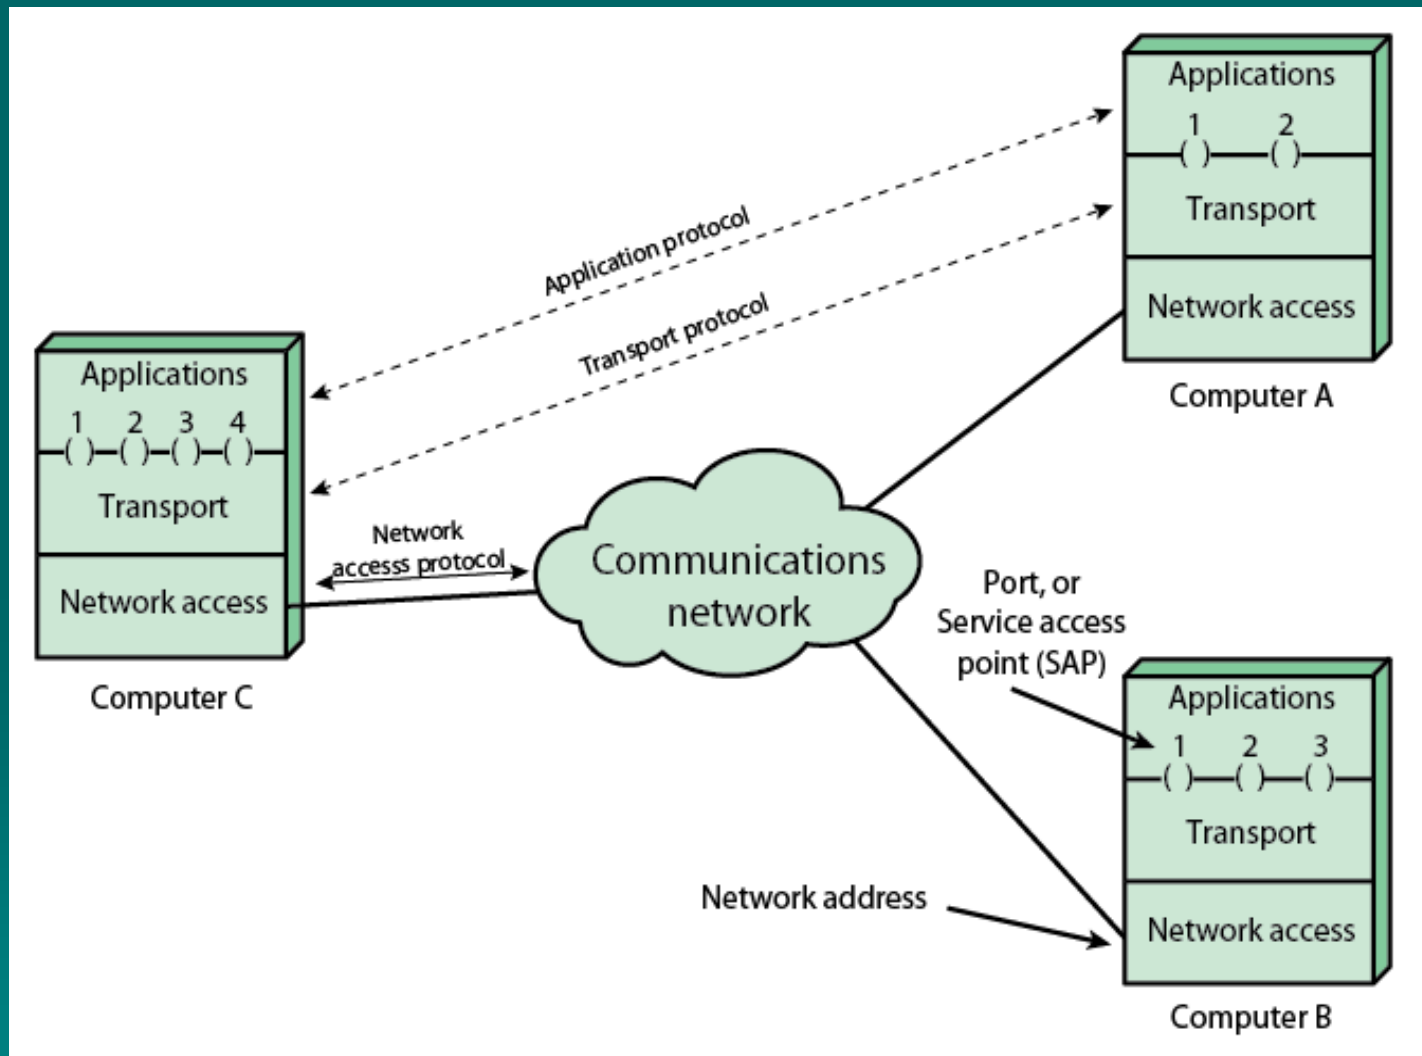 Applications
1 2
Transport
Network access
Computer A
Application protocol
Transport protocol
Applications
1 2 3 4
Transport
Network access
Computer C
Network
access protocol
Communications
network
Port, or
Service access
point (SAP)
Applications
1 2 3
Transport
Network access
Computer B
Network address